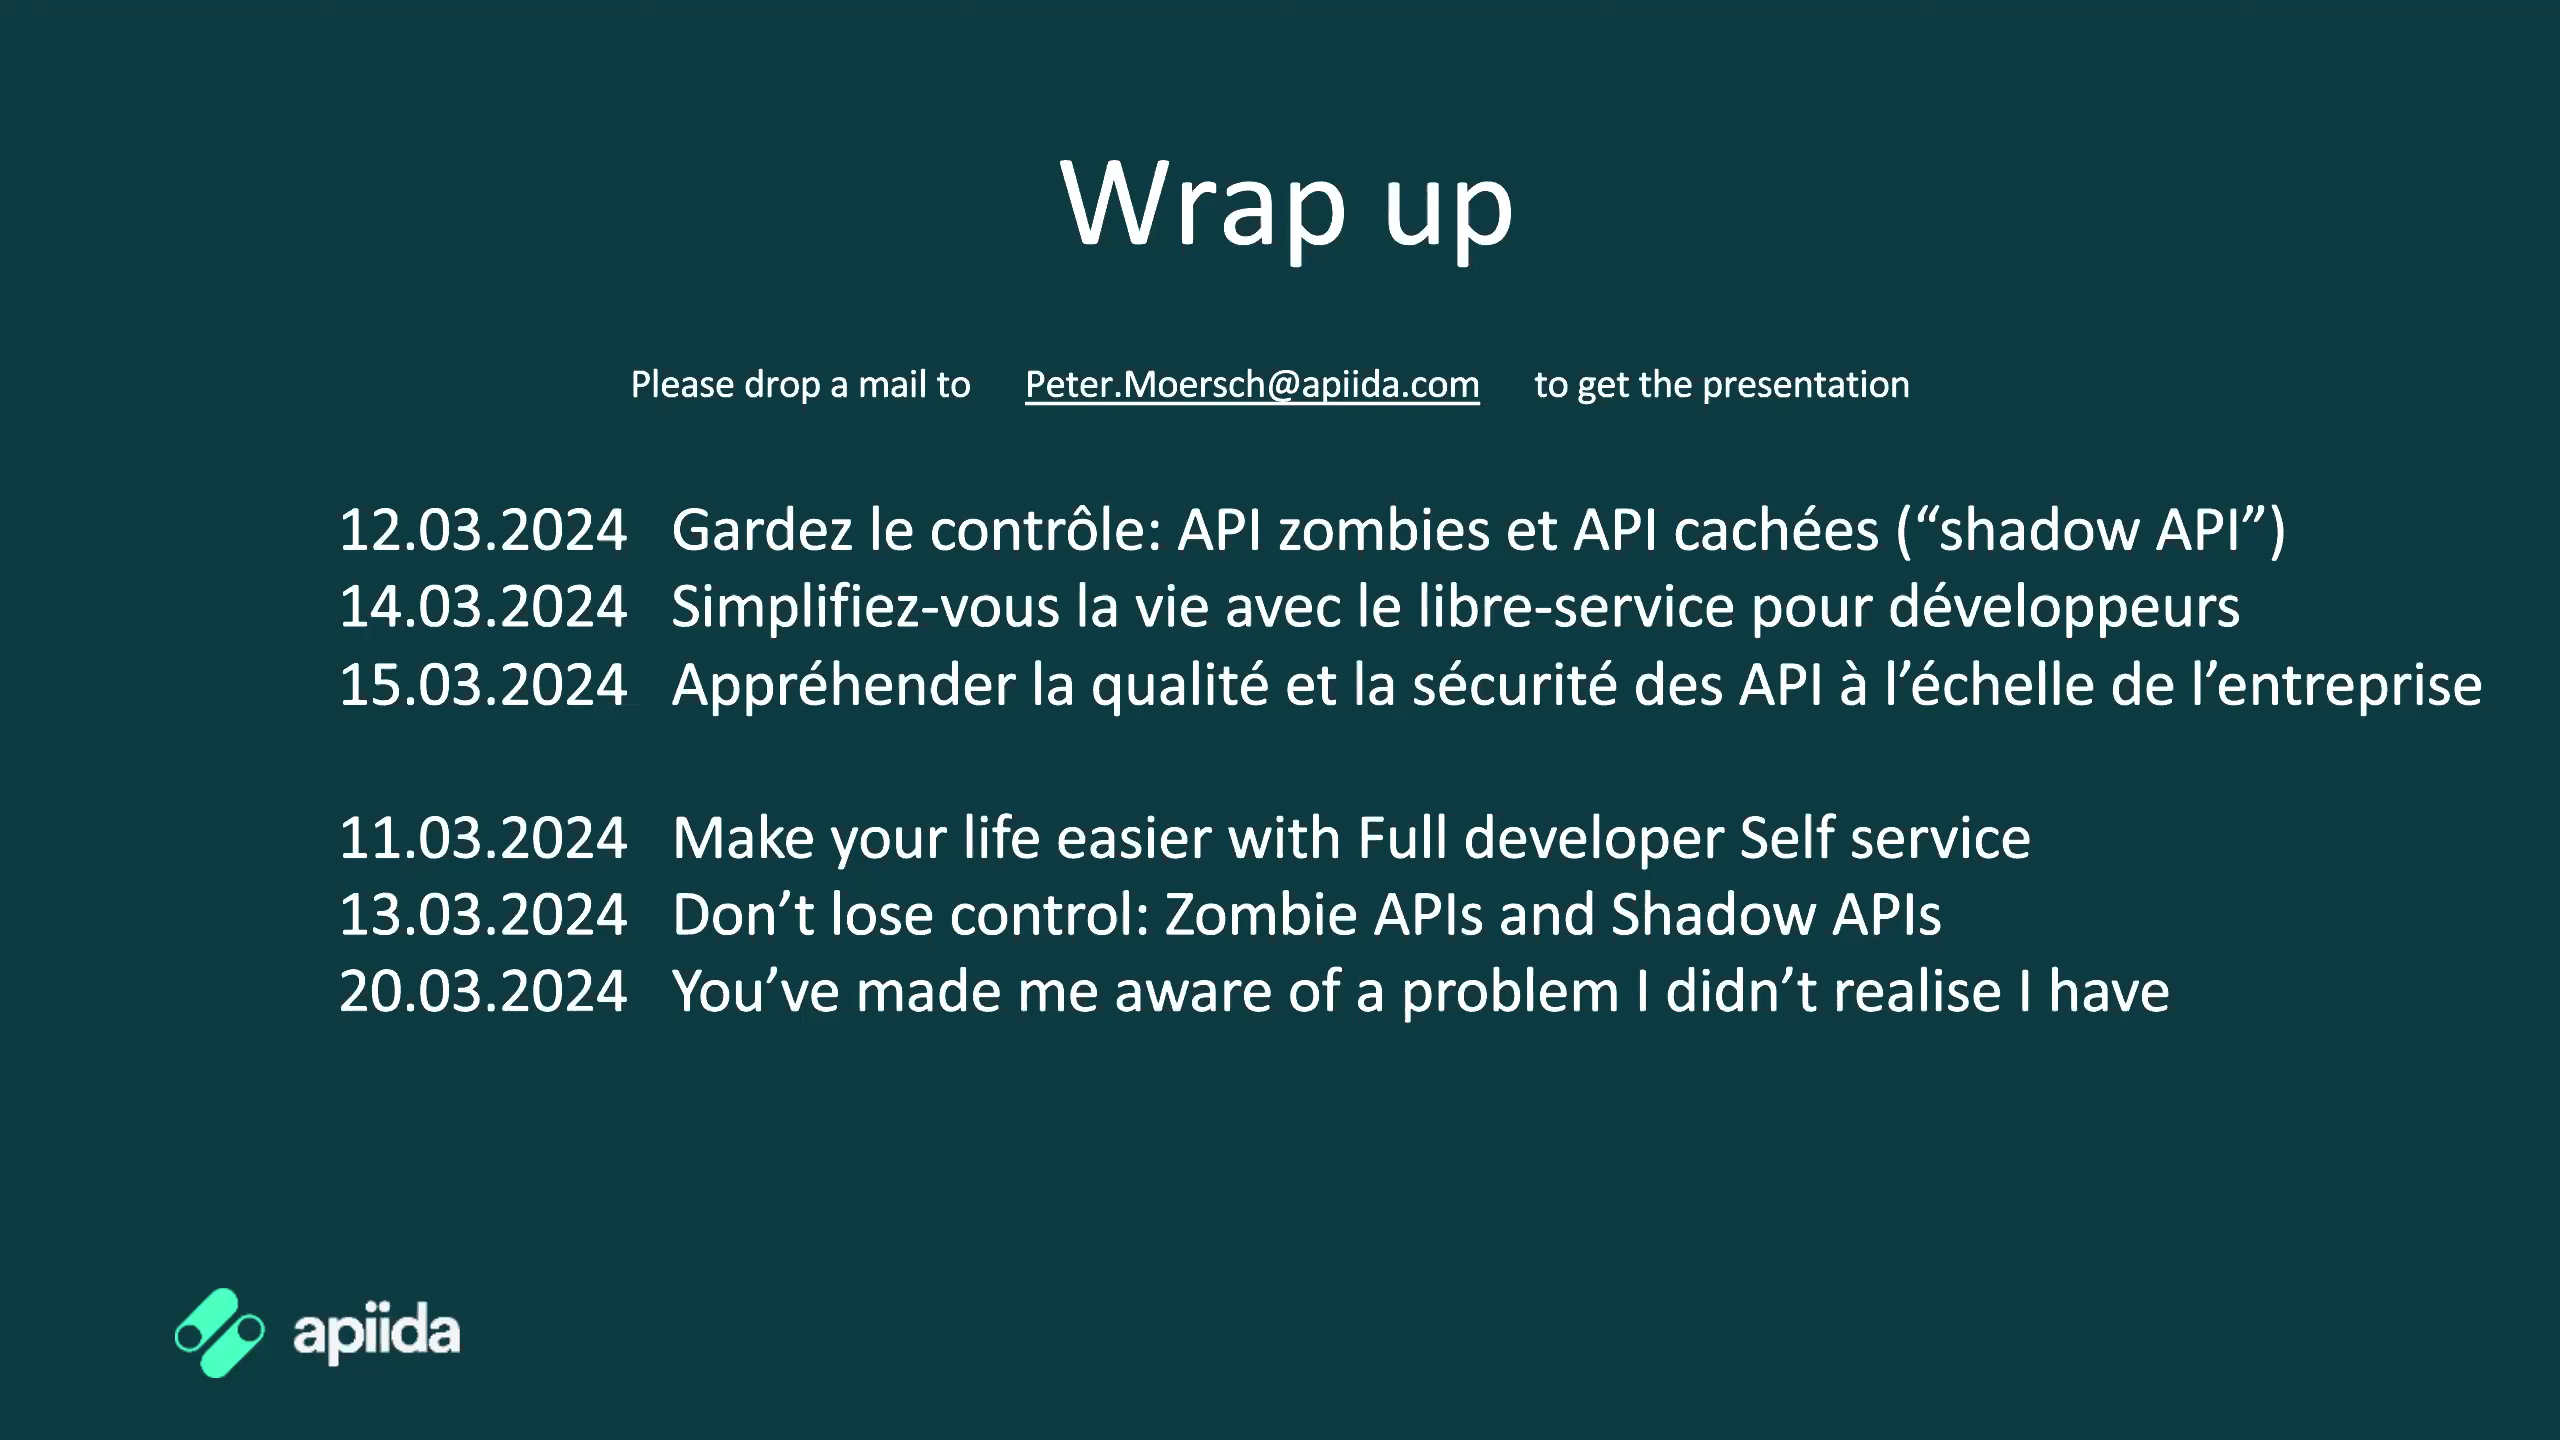 Wrap up
Please drop a mail to Peter.Moersch@apiida.com to get the presentation
12.03.2024 Gardez le contrôle: API zombies et API cachées (“shadow API”)
14.03.2024 Simplifiez-vous la vie avec le libre-service pour développeurs
15.03.2024 Appréhender la qualité et la sécurité des API à l’échelle de l’entreprise
11.03.2024 Make your life easier with Full developer Self service
13.03.2024 Don’t lose control: Zombie APIs and Shadow APIs
20.03.2024 You’ve made me aware of a problem I didn’t realise I have
apiida